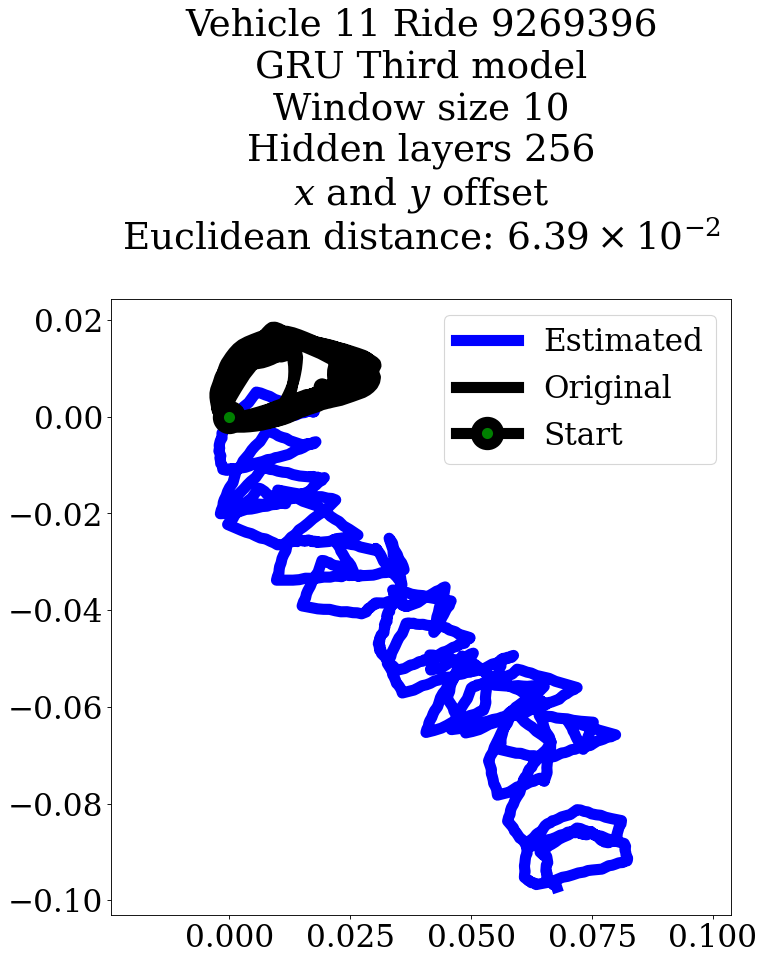 Vehicle 11 Ride 9269396
GRU Third model
Window size 10
Hidden layers 256
x and y offset
Euclidean distance: 6.39 × 10⁻²
Estimated
Original
Start
0.02
0.00
−0.02
−0.04
−0.06
−0.08
−0.10
0.000 0.025 0.050 0.075 0.100